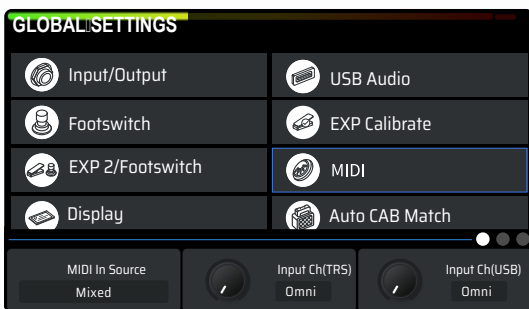 GLOBAL SETTINGS
Input/Output
USB Audio
Footswitch
EXP Calibrate
EXP 2/Footswitch
MIDI
Display
Auto CAB Match
MIDI In Source
Mixed
Input Ch(TRS)
Omni
Input Ch(USB)
Omni